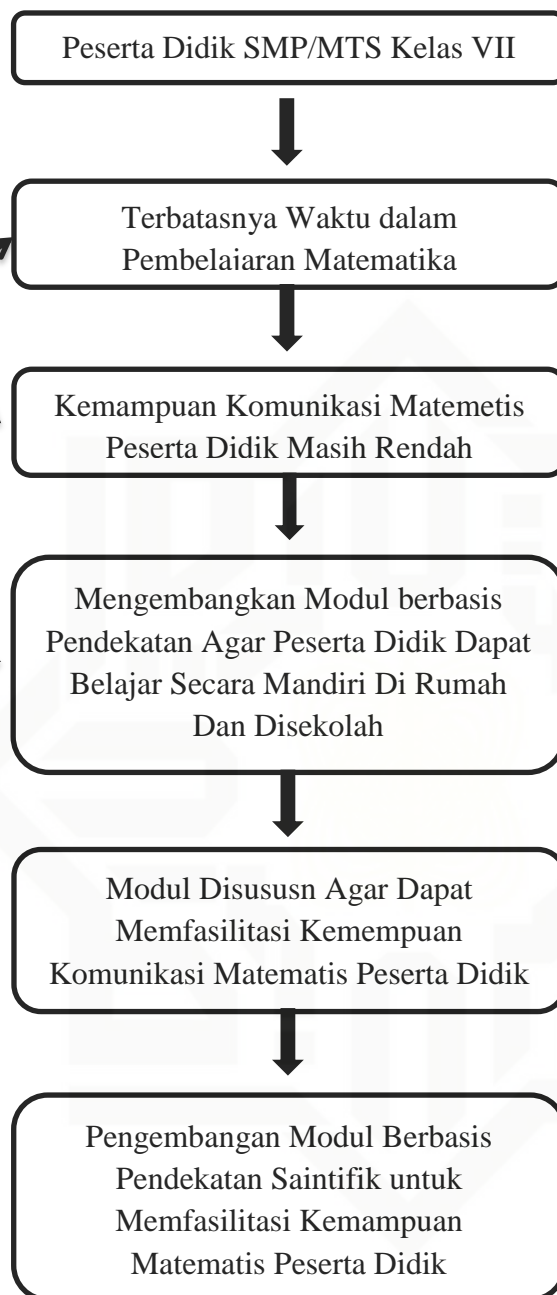 Peserta Didik SMP/MTS Kelas VII
Terbatasnya Waktu dalam
Pembelajaran Matematika
Kemampuan Komunikasi Matemetis
Peserta Didik Masih Rendah
Mengembangkan Modul berbasis
Pendekatan Agar Peserta Didik Dapat
Belajar Secara Mandiri Di Rumah
Dan Disekolah
Modul Disususn Agar Dapat
Memfasilitasi Kemempuan
Komunikasi Matematis Peserta Didik
Pengembangan Modul Berbasis
Pendekatan Saintifik untuk
Memfasilitasi Kemampuan
Matematis Peserta Didik